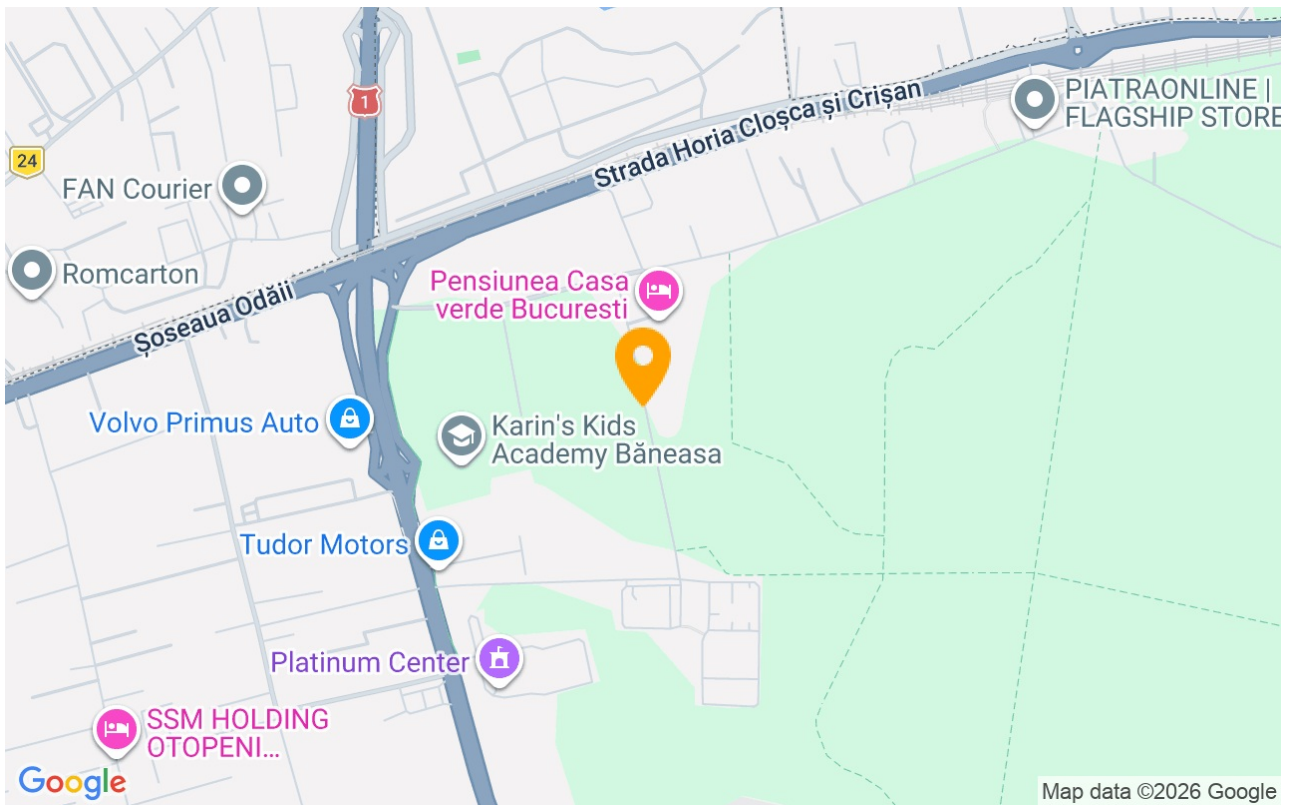 PIATRAONLINE |
FLAGSHIP STORE
Strada Horia Cloșca și Crișan
1
24
FAN Courier
Romcarton
Șoseaua Odăii
Pensiunea Casa
verde Bucuresti
Volvo Primus Auto
Karin's Kids
Academy Băneasa
Tudor Motors
Platinum Center
SSM HOLDING
OTOPENI...
Google
Map data ©2026 Google